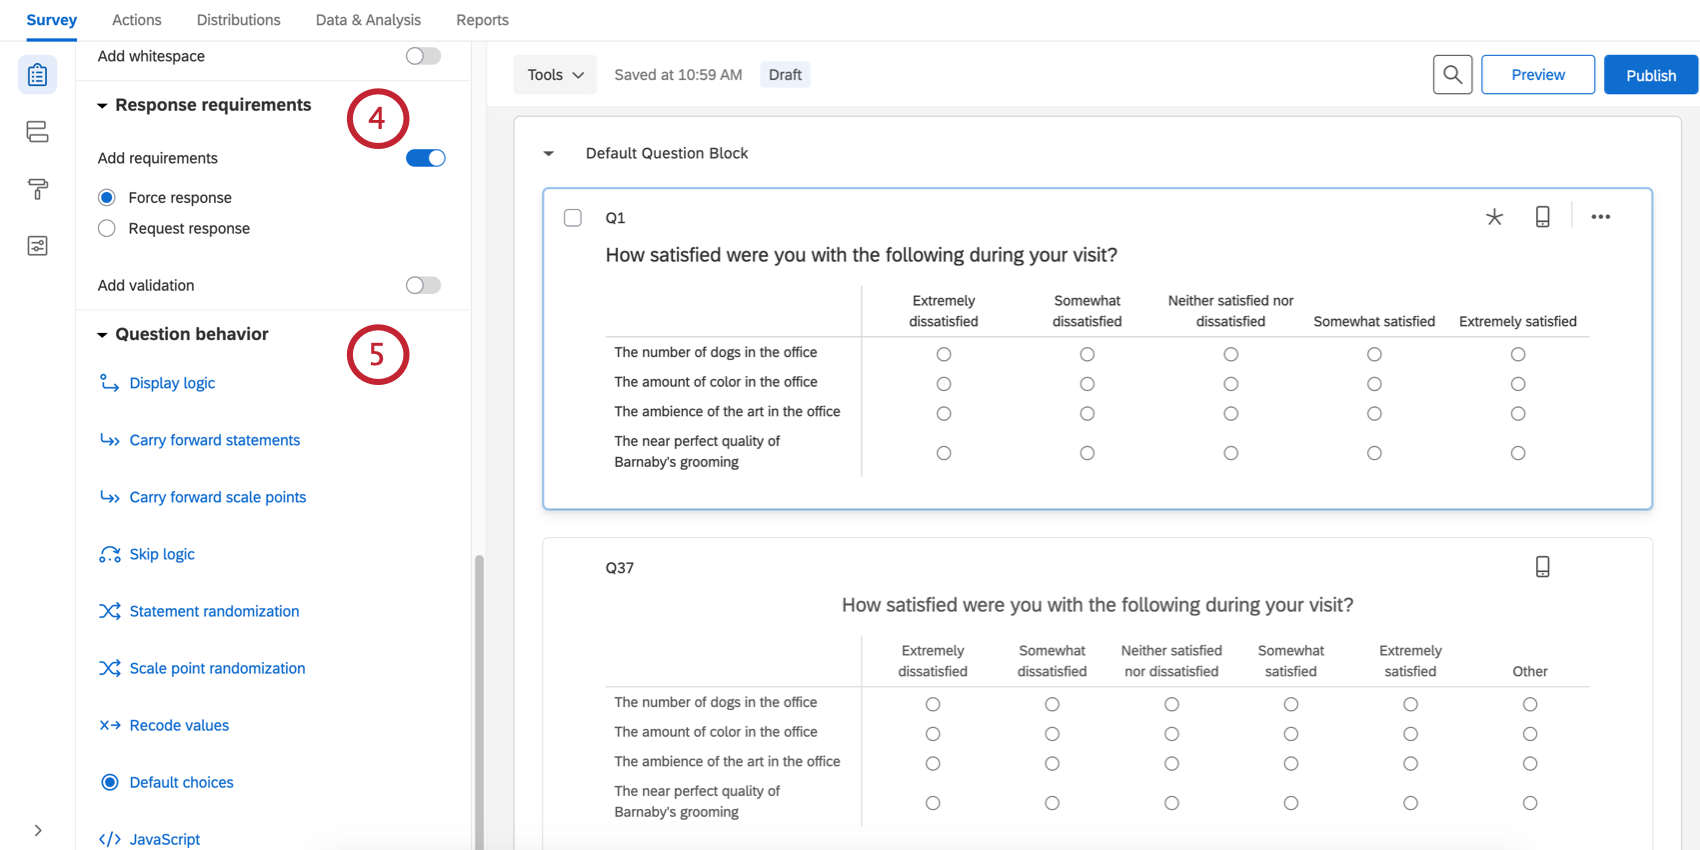 Survey Actions Distributions Data & Analysis Reports
Add whitespace
Response requirements
4
Add requirements
Force response
Request response
Add validation
Question behavior
5
Display logic
Carry forward statements
Carry forward scale points
Skip logic
Statement randomization
Scale point randomization
Recode values
Default choices
</> JavaScript
Tools Saved at 10:59 AM Draft Preview Publish
Default Question Block
Q1
How satisfied were you with the following during your visit?
Extremely dissatisfied Somewhat dissatisfied Neither satisfied nor dissatisfied Somewhat satisfied Extremely satisfied
The number of dogs in the office
The amount of color in the office
The ambience of the art in the office
The near perfect quality of
Barnaby's grooming
Q37
How satisfied were you with the following during your visit?
Extremely dissatisfied Somewhat dissatisfied Neither satisfied nor dissatisfied Somewhat satisfied Extremely satisfied Other
The number of dogs in the office
The amount of color in the office
The ambience of the art in the office
The near perfect quality of
Barnaby's grooming